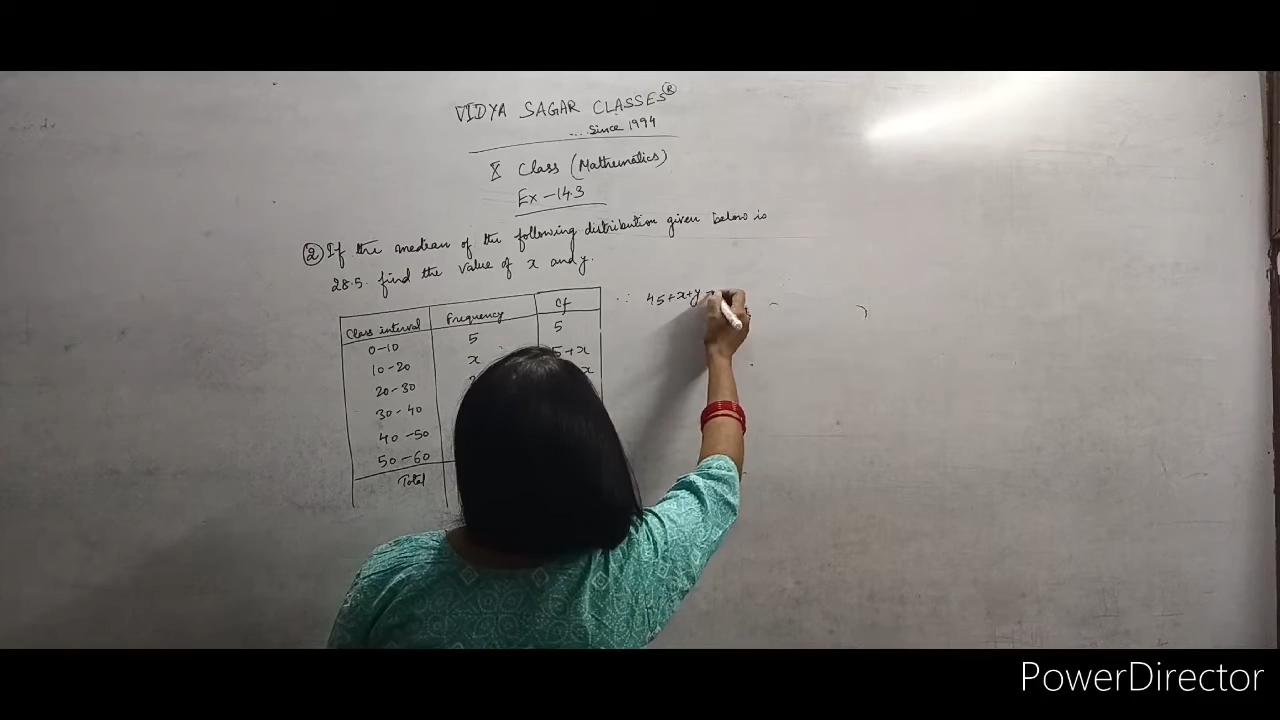 VIDYA SAGAR CLASSES®
... Since 1994
X Class (Mathematics)
Ex - 14.3
② If the median of the following distribution given below is
28.5. find the value of x and y.
Class interval Frequency Cf
0-10 5 5
10-20 x 5+x
20-30 x
30-40
40-50
50-60
Total
∴ 45+x+y
PowerDirector